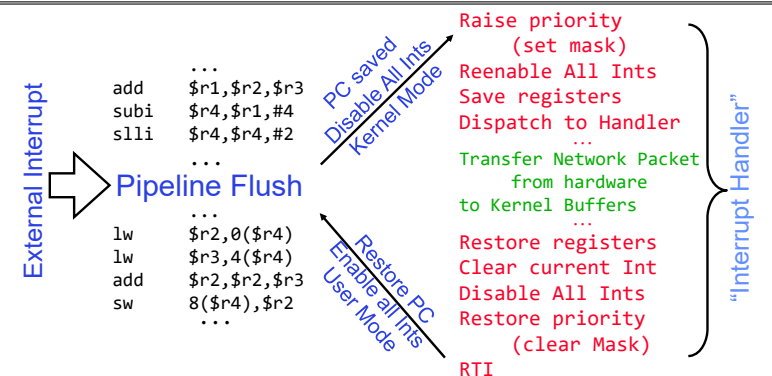 External Interrupt
...
add $r1,$r2,$r3
subi $r4,$r1,#4
slli $r4,$r4,#2
...
Pipeline Flush
...
lw $r2,0($r4)
lw $r3,4($r4)
add $r2,$r2,$r3
sw 8($r4),$r2
...
PC saved
Disable All Ints
Kernel Mode
Raise priority
(set mask)
Reenable All Ints
Save registers
Dispatch to Handler
...
Transfer Network Packet
from hardware
to Kernel Buffers
...
Restore registers
Clear current Int
Disable All Ints
Restore priority
(clear Mask)
RTI
Restore PC
Enable all Ints
User Mode
"Interrupt Handler"